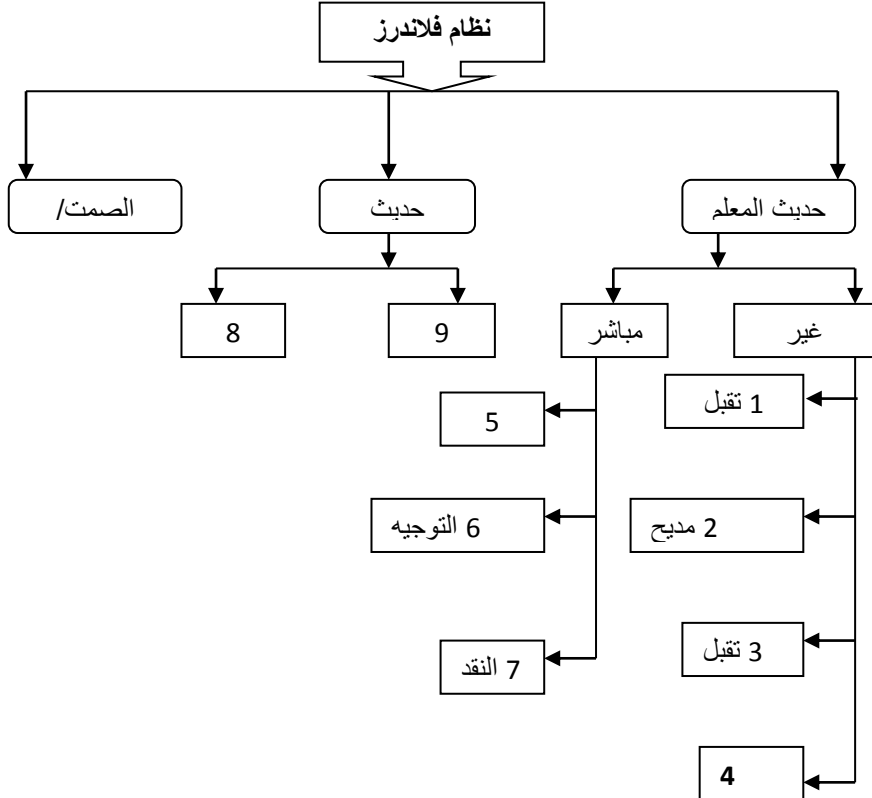 نظام فلاندرز
حديث المعلم
حديث
الصمت/
غير
مباشر
9
8
1 تقبل
5
2 مديح
6 التوجيه
3 تقبل
7 النقد
4